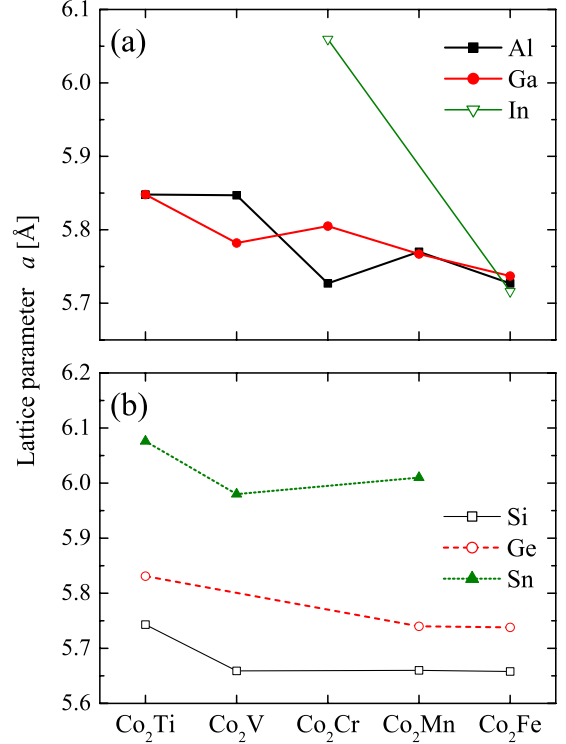 Lattice parameter a [Å]
(a)
6.1
6.0
5.9
5.8
5.7
Al
Ga
In
(b)
6.2
6.1
6.0
5.9
5.8
5.7
5.6
Si
Ge
Sn
Co₂Ti Co₂V Co₂Cr Co₂Mn Co₂Fe